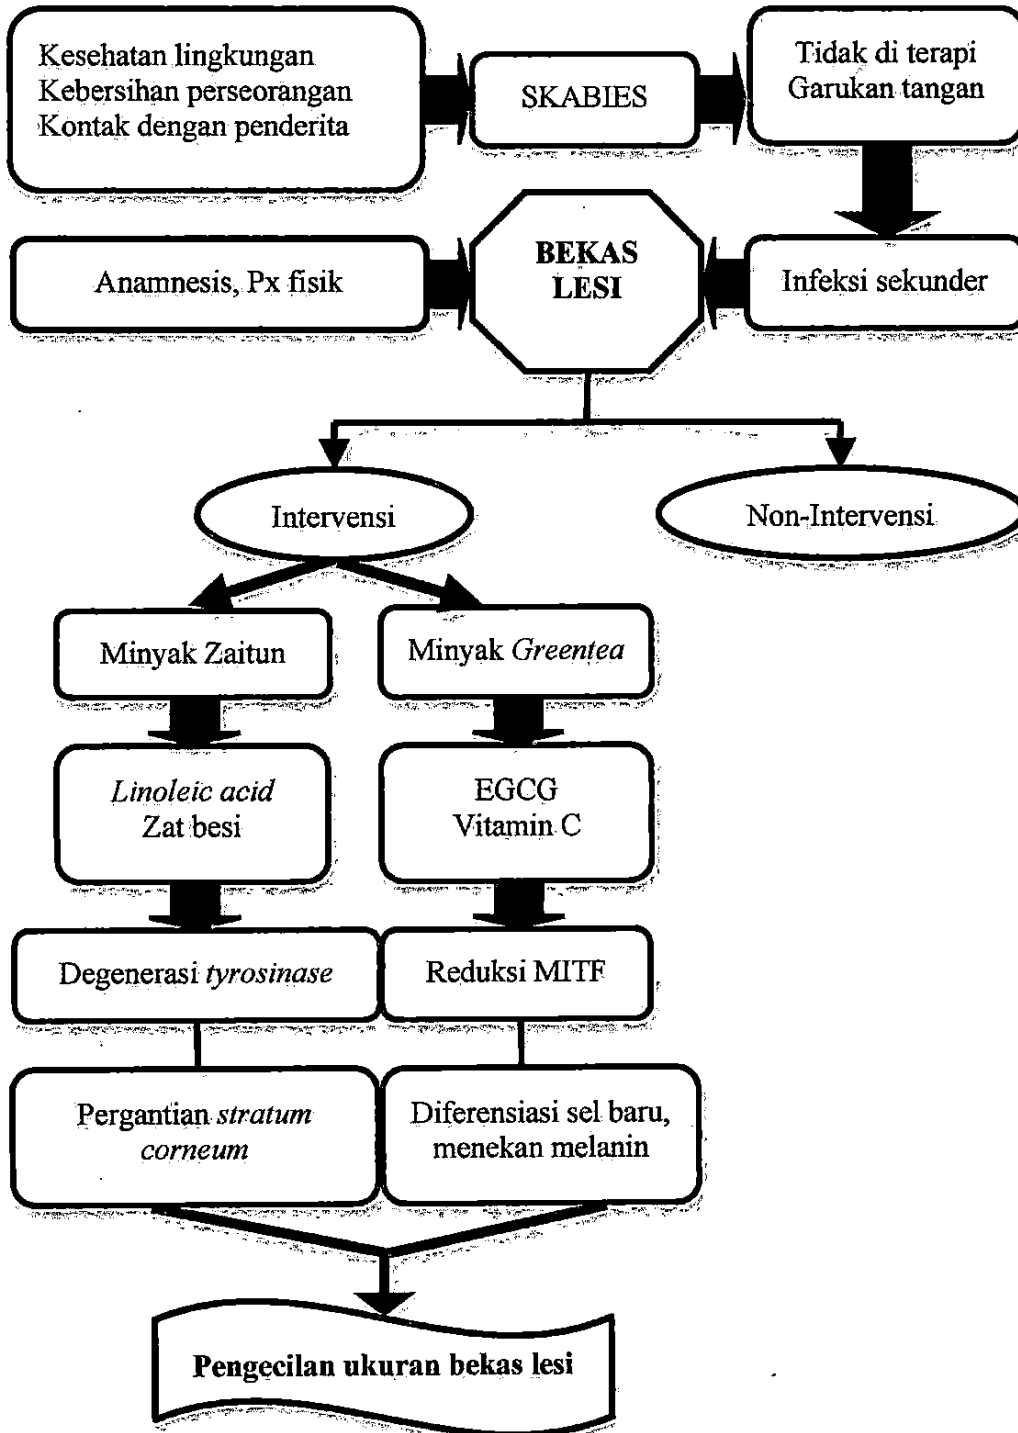 Kesehatan lingkungan
Kebersihan perseorangan
Kontak dengan penderita
SKABIES
Tidak di terapi
Garukan tangan
Anamnesis, Px fisik
BEKAS
LESI
Infeksi sekunder
Intervensi
Non-Intervensi
Minyak Zaitun
Minyak Greentea
Linoleic acid
Zat besi
EGCG
Vitamin C
Degenerasi tyrosinase
Reduksi MITF
Pergantian stratum
corneum
Diferensiasi sel baru,
menekan melanin
Pengecilan ukuran bekas lesi